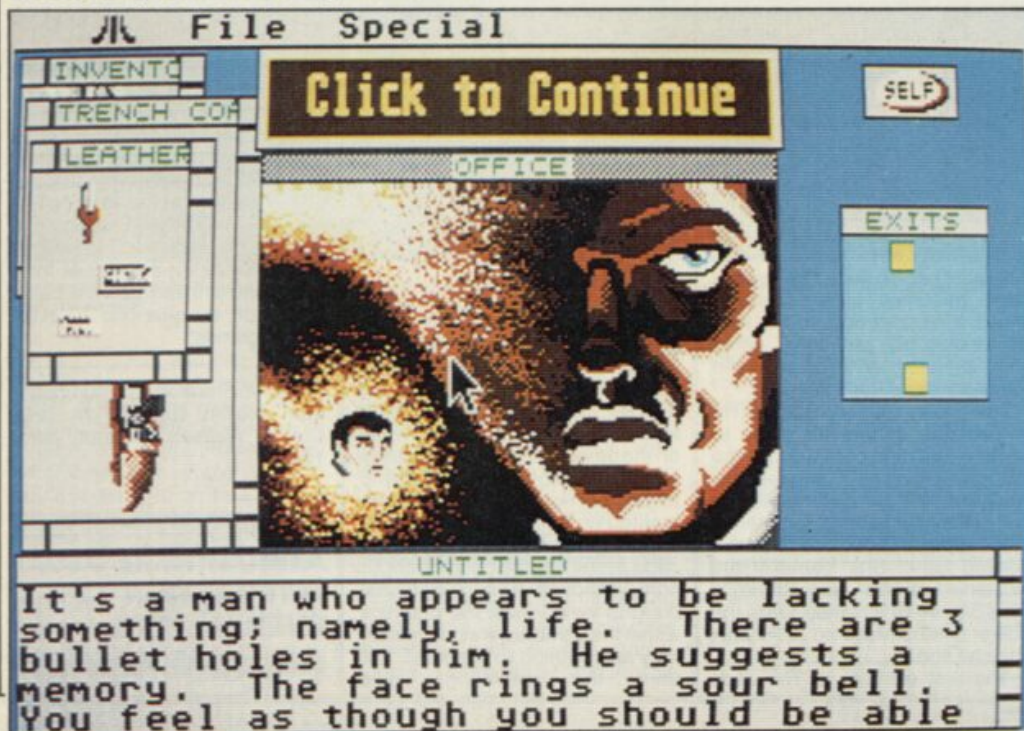 File Special
INVENTO
TRENCH COA
LEATHER
Click to Continue
OFFICE
SELF
EXITS
UNTITLED
It's a man who appears to be lacking
something; namely, life. There are 3
bullet holes in him. He suggests a
memory. The face rings a sour bell.
You feel as though you should be able